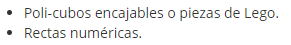 • Poli-cubos encajables o piezas de Lego.
• Rectas numéricas.